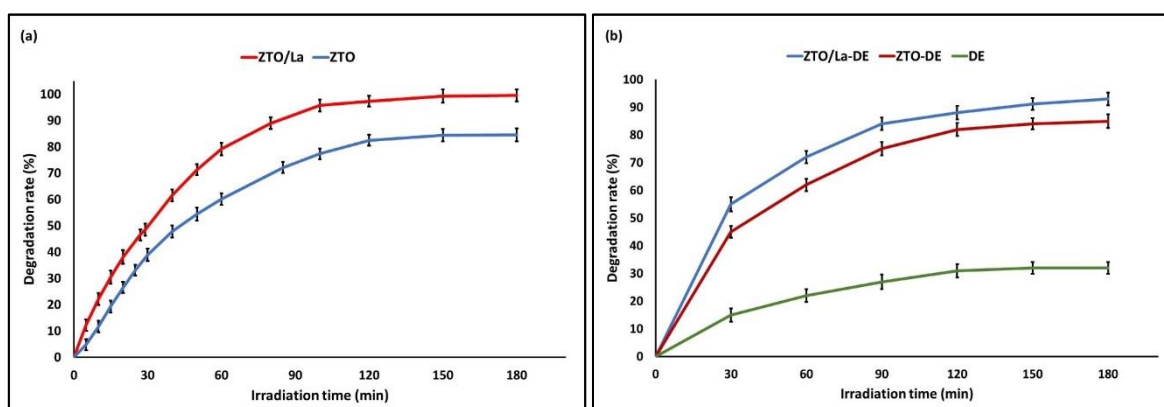 (a)
ZTO/La ZTO
Degradation rate (%)
100
90
80
70
60
50
40
30
20
10
0
0 30 60 90 120 150 180
Irradiation time (min)
(b)
ZTO/La-DE ZTO-DE DE
Degradation rate (%)
100
90
80
70
60
50
40
30
20
10
0
0 30 60 90 120 150 180
Irradiation time (min)